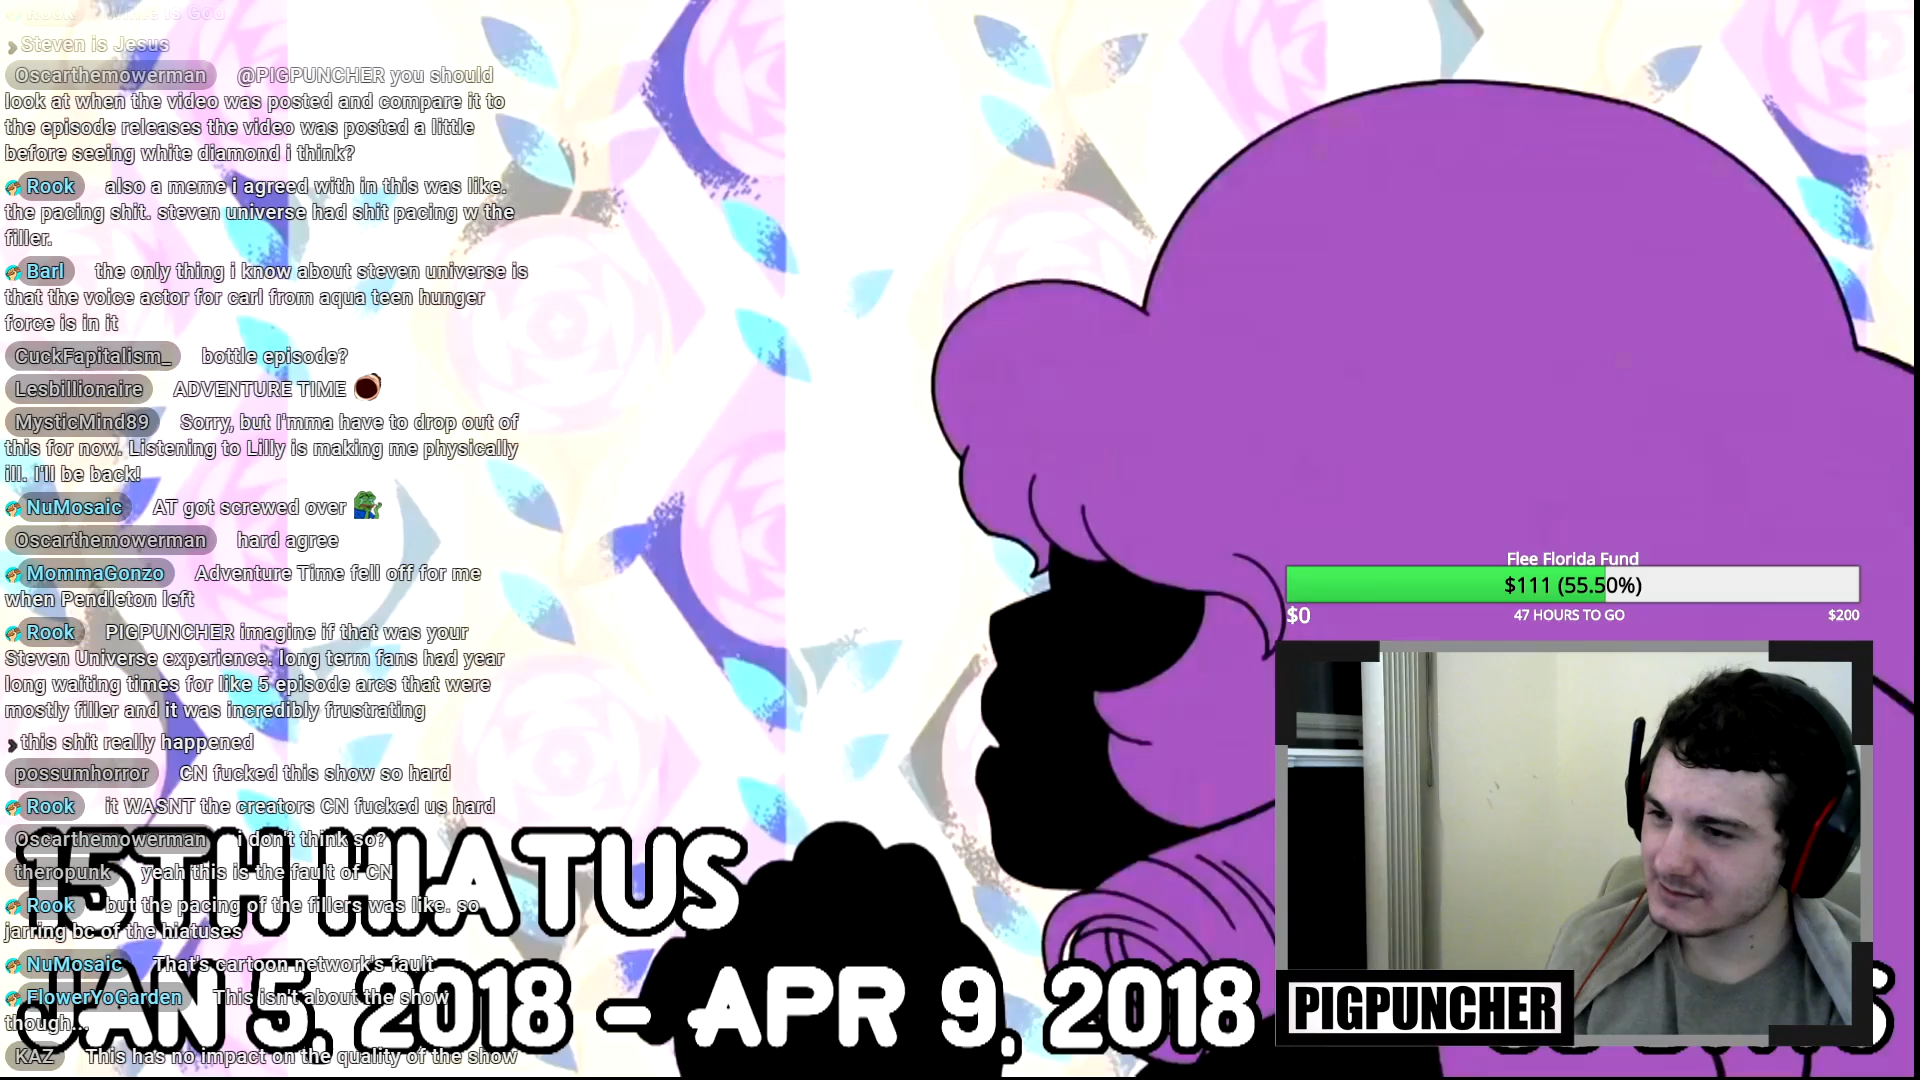 Steven is Jesus
Oscarthemowerman @PIGPUNCHER you should
look at when the video was posted and compare it to
the episode releases the video was posted a little
before seeing white diamond i think?
Rook also a meme i agreed with in this was like.
the pacing shit. steven universe had shit pacing w the
filler.
Barl the only thing i know about steven universe is
that the voice actor for carl from aqua teen hunger
force is in it
CuckFapitalism_ bottle episode?
Lesbillionaire ADVENTURE TIME
MysticMind89 Sorry, but I'mma have to drop out of
this for now. Listening to Lilly is making me physically
ill. I'll be back!
NuMosaic AT got screwed over
Oscarthemowerman hard agree
MommaGonzo Adventure Time fell off for me
when Pendleton left
Rook PIGPUNCHER imagine if that was your
Steven Universe experience. long term fans had year
long waiting times for like 5 episode arcs that were
mostly filler and it was incredibly frustrating
this shit really happened
possumhorror CN fucked this show so hard
Rook it WASNT the creators CN fucked us hard
Oscarthemowerman i don't think so?
theropunk yeah this is the fault of CN
Rook but the pacing of the fillers was like. so
jarring bc of the hiatuses
NuMosaic That's cartoon network's fault
FlowerYoGarden This isn't about the show
though...
KAZ This has no impact on the quality of the show
15TH HIATUS
JAN 5, 2018 – APR 9, 2018
Flee Florida Fund
$111 (55.50%)
$0 47 HOURS TO GO $200
PIGPUNCHER